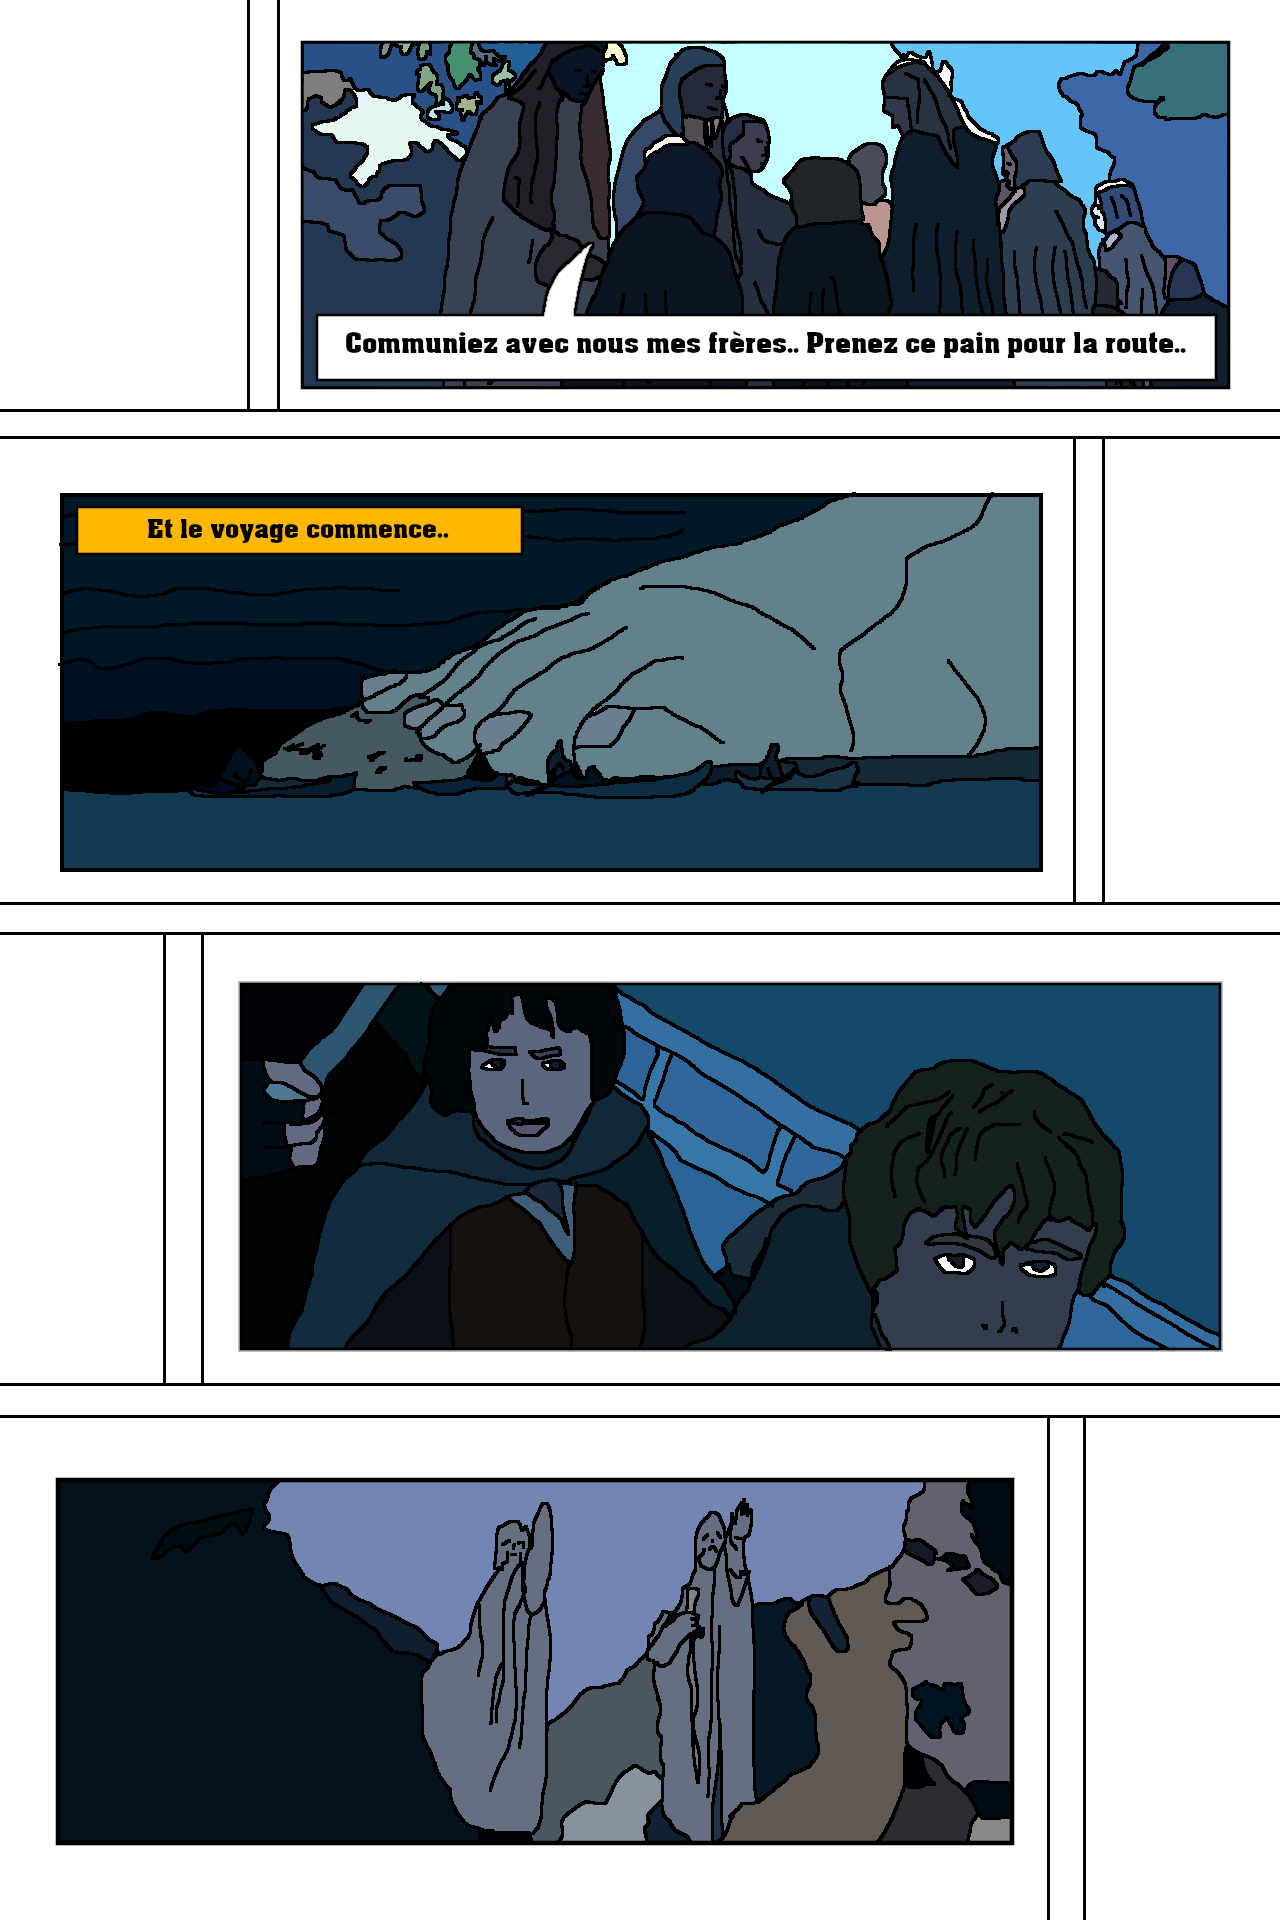 Communiez avec nous mes frères.. Prenez ce pain pour la route..
Et le voyage commence..